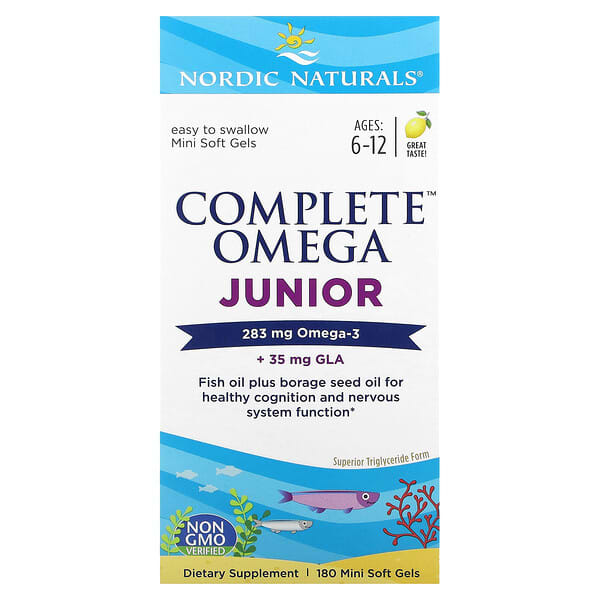 NORDIC NATURALS®
easy to swallow
Mini Soft Gels
AGES:
6-12
GREAT
TASTE!
COMPLETE™
OMEGA
JUNIOR
283 mg Omega-3
+ 35 mg GLA
Fish oil plus borage seed oil for
healthy cognition and nervous
system function*
Superior Triglyceride Form
NON
GMO
VERIFIED
Dietary Supplement | 180 Mini Soft Gels